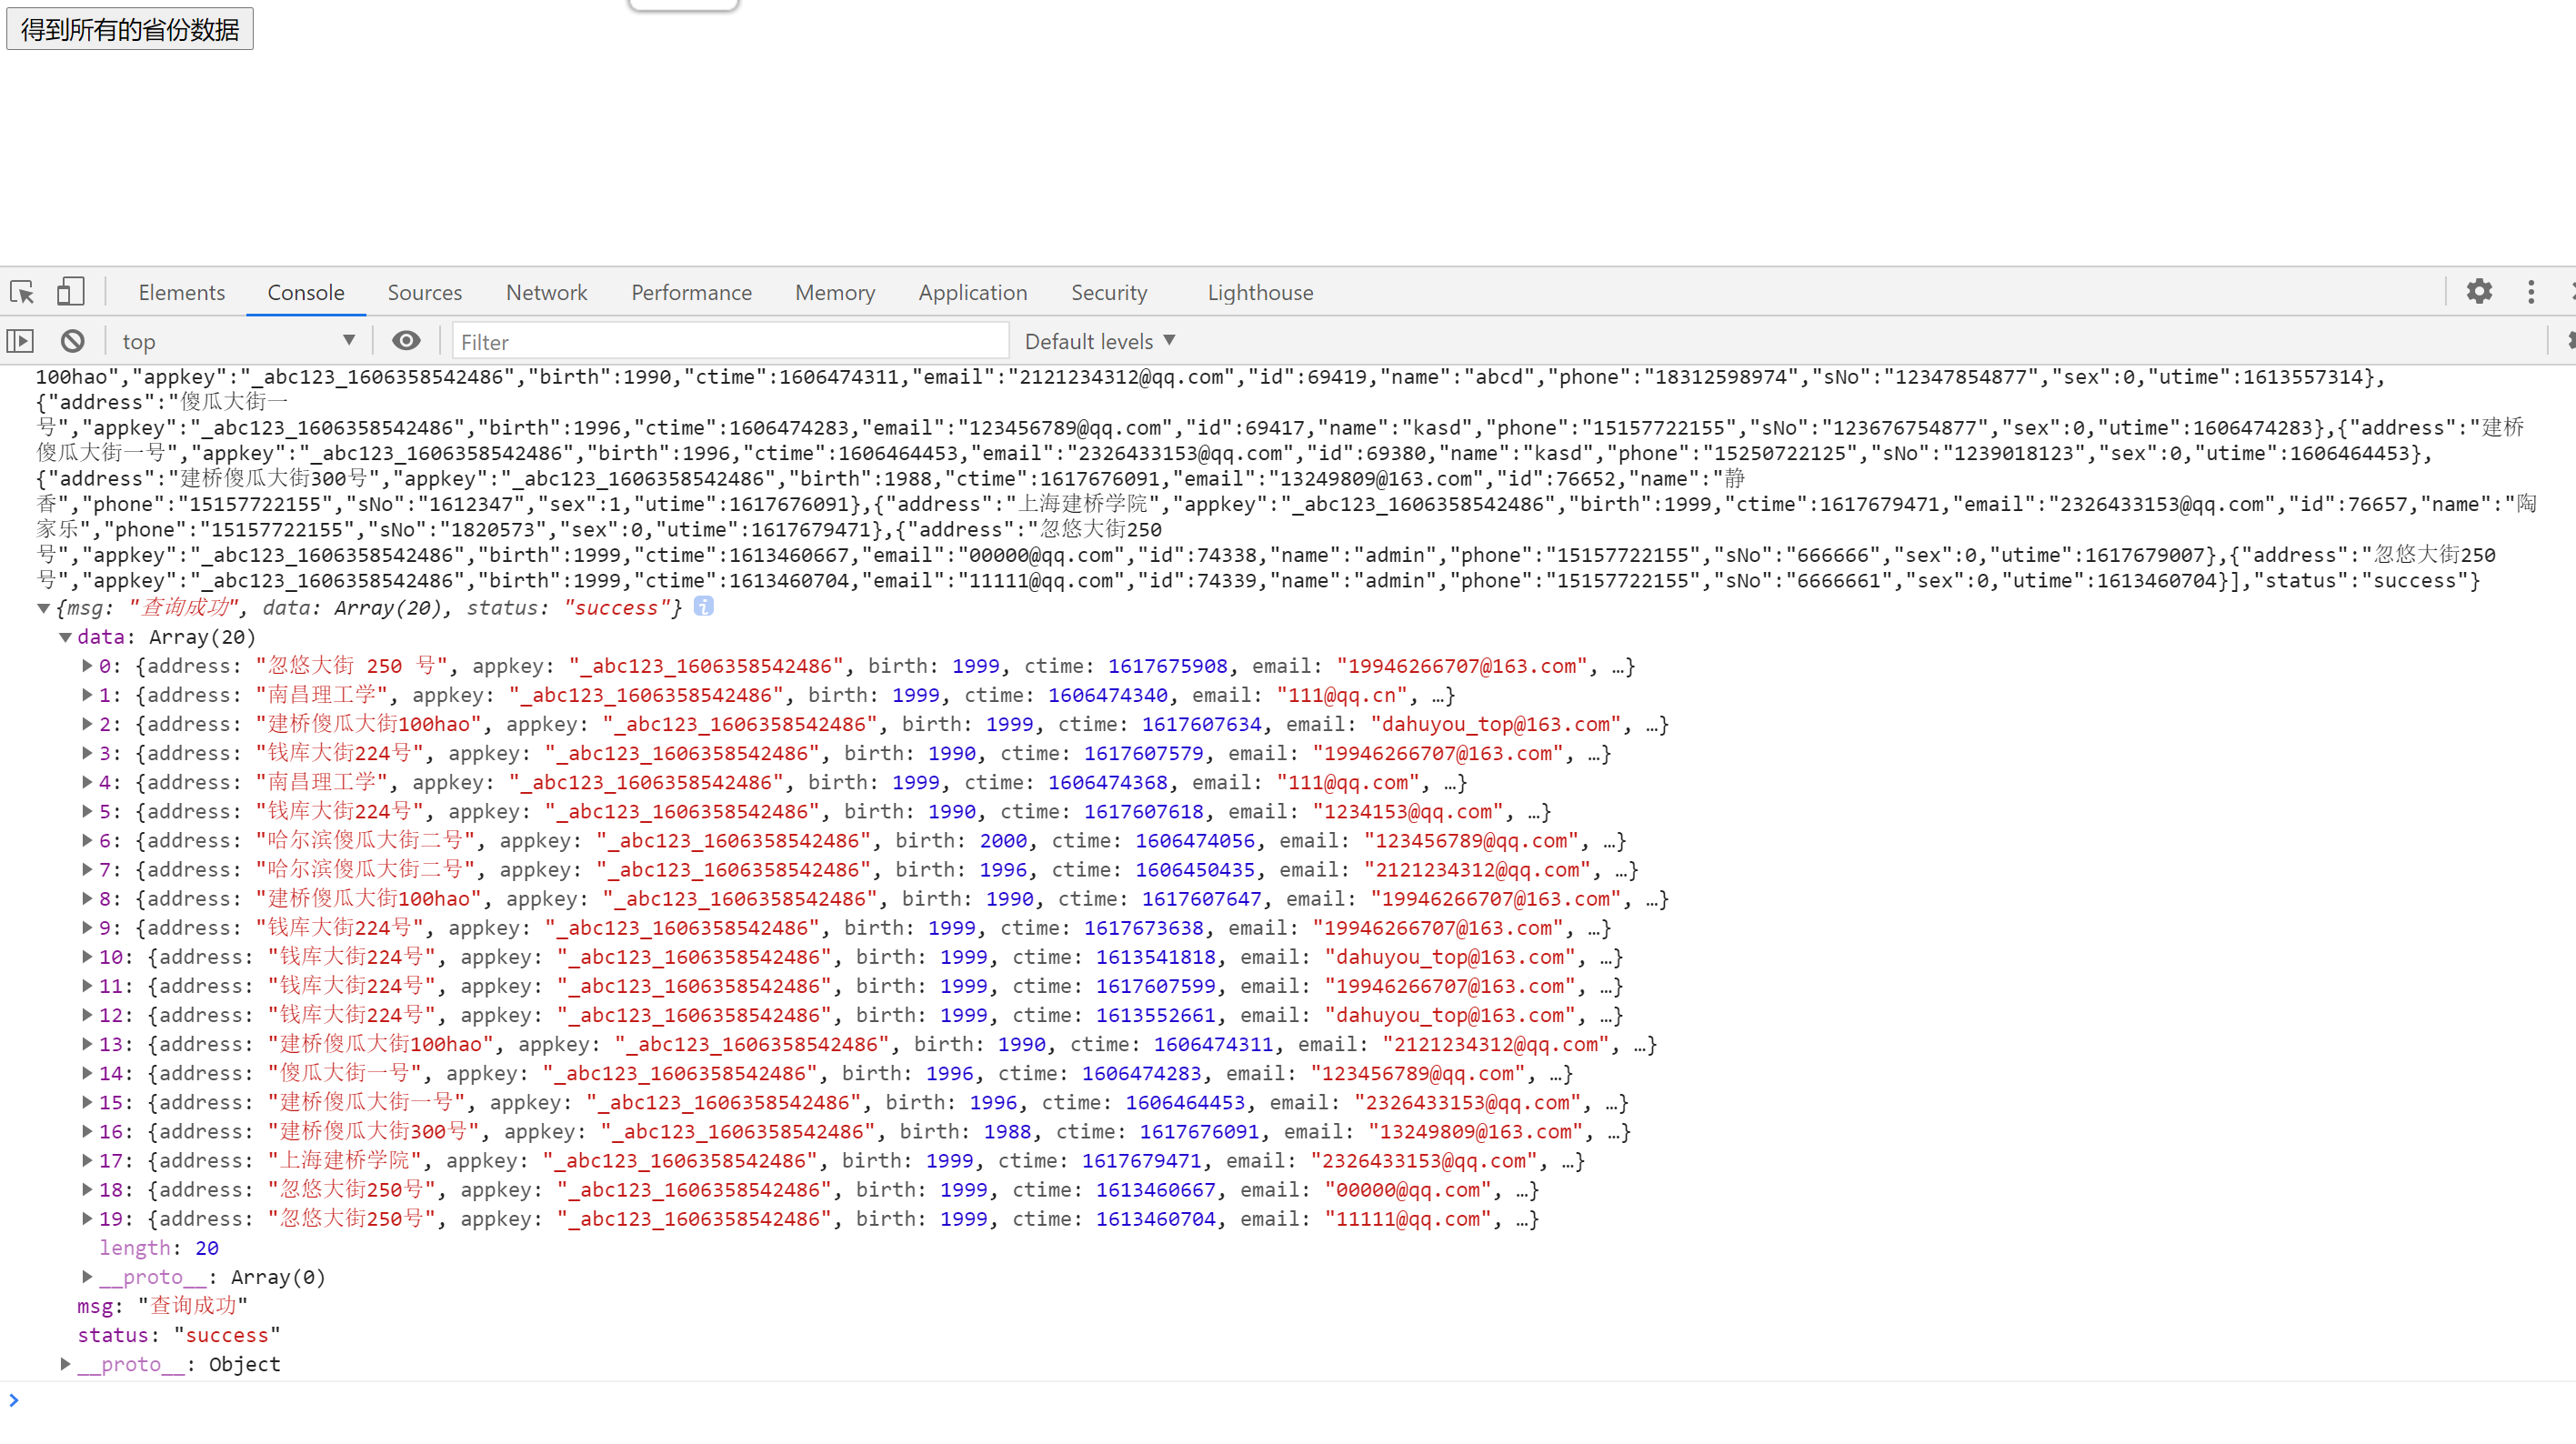 得到所有的省份数据
Elements Console Sources Network Performance Memory Application Security Lighthouse
top Filter Default levels
100hao","appkey":"_abc123_1606358542486","birth":1990,"ctime":1606474311,"email":"2121234312@qq.com","id":69419,"name":"abcd","phone":"18312598974","sNo":"12347854877","sex":0,"utime":1613557314},
{"address":"傻瓜大街一
号","appkey":"_abc123_1606358542486","birth":1996,"ctime":1606474283,"email":"123456789@qq.com","id":69417,"name":"kasd","phone":"15157722155","sNo":"123676754877","sex":0,"utime":1606474283},{"address":"建桥
傻瓜大街一号","appkey":"_abc123_1606358542486","birth":1996,"ctime":1606464453,"email":"2326433153@qq.com","id":69380,"name":"kasd","phone":"15250722125","sNo":"1239018123","sex":0,"utime":1606464453},
{"address":"建桥傻瓜大街300号","appkey":"_abc123_1606358542486","birth":1988,"ctime":1617676091,"email":"13249809@163.com","id":76652,"name":"静
香","phone":"15157722155","sNo":"1612347","sex":1,"utime":1617676091},{"address":"上海建桥学院","appkey":"_abc123_1606358542486","birth":1999,"ctime":1617679471,"email":"2326433153@qq.com","id":76657,"name":"陶
家乐","phone":"15157722155","sNo":"1820573","sex":0,"utime":1617679471},{"address":"忽悠大街250
号","appkey":"_abc123_1606358542486","birth":1999,"ctime":1613460667,"email":"00000@qq.com","id":74338,"name":"admin","phone":"15157722155","sNo":"666666","sex":0,"utime":1617679007},{"address":"忽悠大街250
号","appkey":"_abc123_1606358542486","birth":1999,"ctime":1613460704,"email":"11111@qq.com","id":74339,"name":"admin","phone":"15157722155","sNo":"6666661","sex":0,"utime":1613460704}],"status":"success"}
{msg: "查询成功", data: Array(20), status: "success"} i
data: Array(20)
0: {address: "忽悠大街 250 号", appkey: "_abc123_1606358542486", birth: 1999, ctime: 1617675908, email: "19946266707@163.com", …}
1: {address: "南昌理工学", appkey: "_abc123_1606358542486", birth: 1999, ctime: 1606474340, email: "111@qq.cn", …}
2: {address: "建桥傻瓜大街100hao", appkey: "_abc123_1606358542486", birth: 1999, ctime: 1617607634, email: "dahuyou_top@163.com", …}
3: {address: "钱库大街224号", appkey: "_abc123_1606358542486", birth: 1990, ctime: 1617607579, email: "19946266707@163.com", …}
4: {address: "南昌理工学", appkey: "_abc123_1606358542486", birth: 1999, ctime: 1606474368, email: "111@qq.com", …}
5: {address: "钱库大街224号", appkey: "_abc123_1606358542486", birth: 1990, ctime: 1617607618, email: "1234153@qq.com", …}
6: {address: "哈尔滨傻瓜大街二号", appkey: "_abc123_1606358542486", birth: 2000, ctime: 1606474056, email: "123456789@qq.com", …}
7: {address: "哈尔滨傻瓜大街二号", appkey: "_abc123_1606358542486", birth: 1996, ctime: 1606450435, email: "2121234312@qq.com", …}
8: {address: "建桥傻瓜大街100hao", appkey: "_abc123_1606358542486", birth: 1990, ctime: 1617607647, email: "19946266707@163.com", …}
9: {address: "钱库大街224号", appkey: "_abc123_1606358542486", birth: 1999, ctime: 1617673638, email: "19946266707@163.com", …}
10: {address: "钱库大街224号", appkey: "_abc123_1606358542486", birth: 1999, ctime: 1613541818, email: "dahuyou_top@163.com", …}
11: {address: "钱库大街224号", appkey: "_abc123_1606358542486", birth: 1999, ctime: 1617607599, email: "19946266707@163.com", …}
12: {address: "钱库大街224号", appkey: "_abc123_1606358542486", birth: 1999, ctime: 1613552661, email: "dahuyou_top@163.com", …}
13: {address: "建桥傻瓜大街100hao", appkey: "_abc123_1606358542486", birth: 1990, ctime: 1606474311, email: "2121234312@qq.com", …}
14: {address: "傻瓜大街一号", appkey: "_abc123_1606358542486", birth: 1996, ctime: 1606474283, email: "123456789@qq.com", …}
15: {address: "建桥傻瓜大街一号", appkey: "_abc123_1606358542486", birth: 1996, ctime: 1606464453, email: "2326433153@qq.com", …}
16: {address: "建桥傻瓜大街300号", appkey: "_abc123_1606358542486", birth: 1988, ctime: 1617676091, email: "13249809@163.com", …}
17: {address: "上海建桥学院", appkey: "_abc123_1606358542486", birth: 1999, ctime: 1617679471, email: "2326433153@qq.com", …}
18: {address: "忽悠大街250号", appkey: "_abc123_1606358542486", birth: 1999, ctime: 1613460667, email: "00000@qq.com", …}
19: {address: "忽悠大街250号", appkey: "_abc123_1606358542486", birth: 1999, ctime: 1613460704, email: "11111@qq.com", …}
length: 20
__proto__: Array(0)
msg: "查询成功"
status: "success"
__proto__: Object